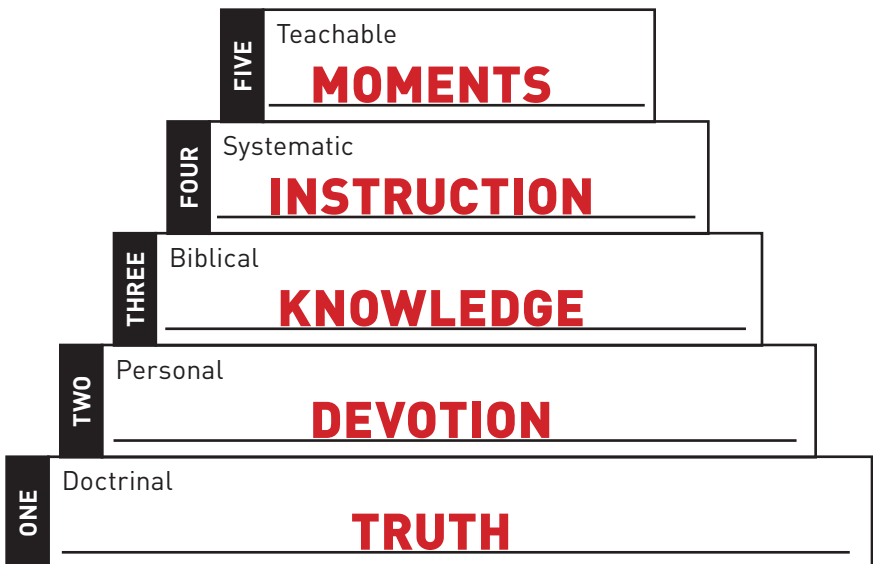 FIVE
Teachable
MOMENTS
FOUR
Systematic
INSTRUCTION
THREE
Biblical
KNOWLEDGE
TWO
Personal
DEVOTION
ONE
Doctrinal
TRUTH